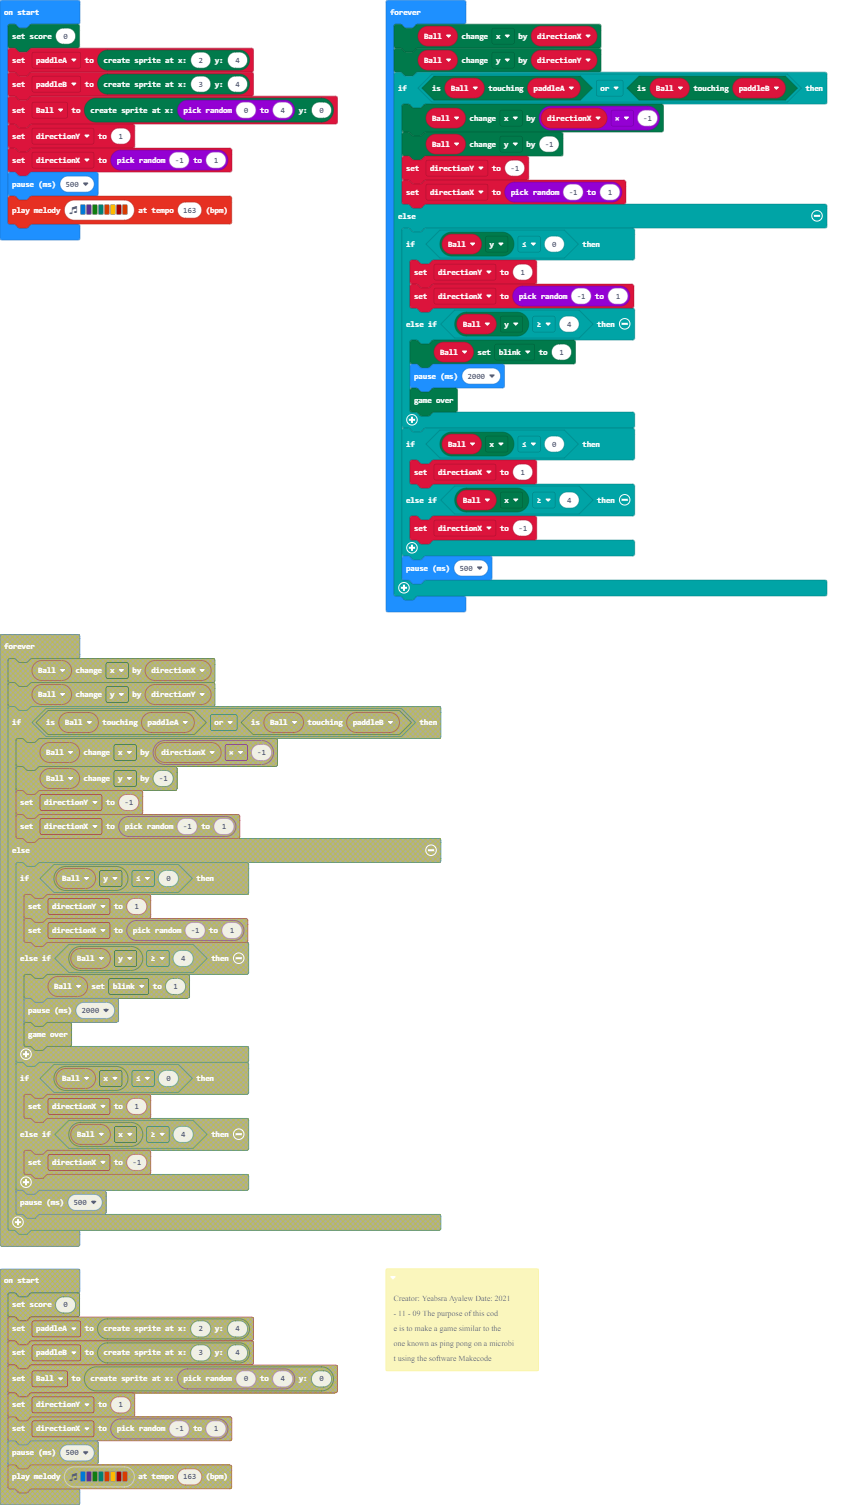 on start
set score 0
set paddleA to create sprite at x: 2 y: 4
set paddleB to create sprite at x: 3 y: 4
set Ball to create sprite at x: pick random 0 to 4 y: 0
set directionY to 1
set directionX to pick random -1 to 1
pause (ms) 500
play melody at tempo 163 (bpm)
forever
Ball change x by directionX
Ball change y by directionY
if is Ball touching paddleA or is Ball touching paddleB then
Ball change x by directionX × -1
Ball change y by -1
set directionY to -1
set directionX to pick random -1 to 1
else
if Ball y ≤ 0 then
set directionY to 1
set directionX to pick random -1 to 1
else if Ball y ≥ 4 then
Ball set blink to 1
pause (ms) 2000
game over
if Ball x ≤ 0 then
set directionX to 1
else if Ball x ≥ 4 then
set directionX to -1
pause (ms) 500
forever
Ball change x by directionX
Ball change y by directionY
if is Ball touching paddleA or is Ball touching paddleB then
Ball change x by directionX × -1
Ball change y by -1
set directionY to -1
set directionX to pick random -1 to 1
else
if Ball y ≤ 0 then
set directionY to 1
set directionX to pick random -1 to 1
else if Ball y ≥ 4 then
Ball set blink to 1
pause (ms) 2000
game over
if Ball x ≤ 0 then
set directionX to 1
else if Ball x ≥ 4 then
set directionX to -1
pause (ms) 500
on start
set score 0
set paddleA to create sprite at x: 2 y: 4
set paddleB to create sprite at x: 3 y: 4
set Ball to create sprite at x: pick random 0 to 4 y: 0
set directionY to 1
set directionX to pick random -1 to 1
pause (ms) 500
play melody at tempo 163 (bpm)
Creator: Yeabsra Ayalew Date: 2021
- 11 - 09 The purpose of this cod
e is to make a game similar to the
one known as ping pong on a microbi
t using the software Makecode